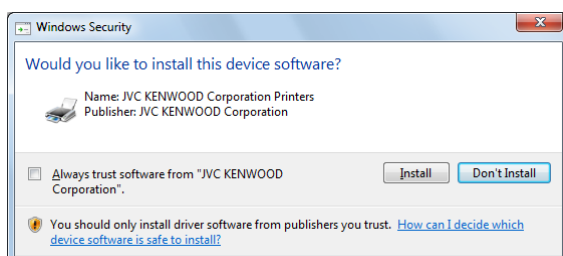 Windows Security
Would you like to install this device software?
Name: JVC KENWOOD Corporation Printers
Publisher: JVC KENWOOD Corporation
Always trust software from "JVC KENWOOD
Corporation".
Install
Don't Install
You should only install driver software from publishers you trust. How can I decide which
device software is safe to install?